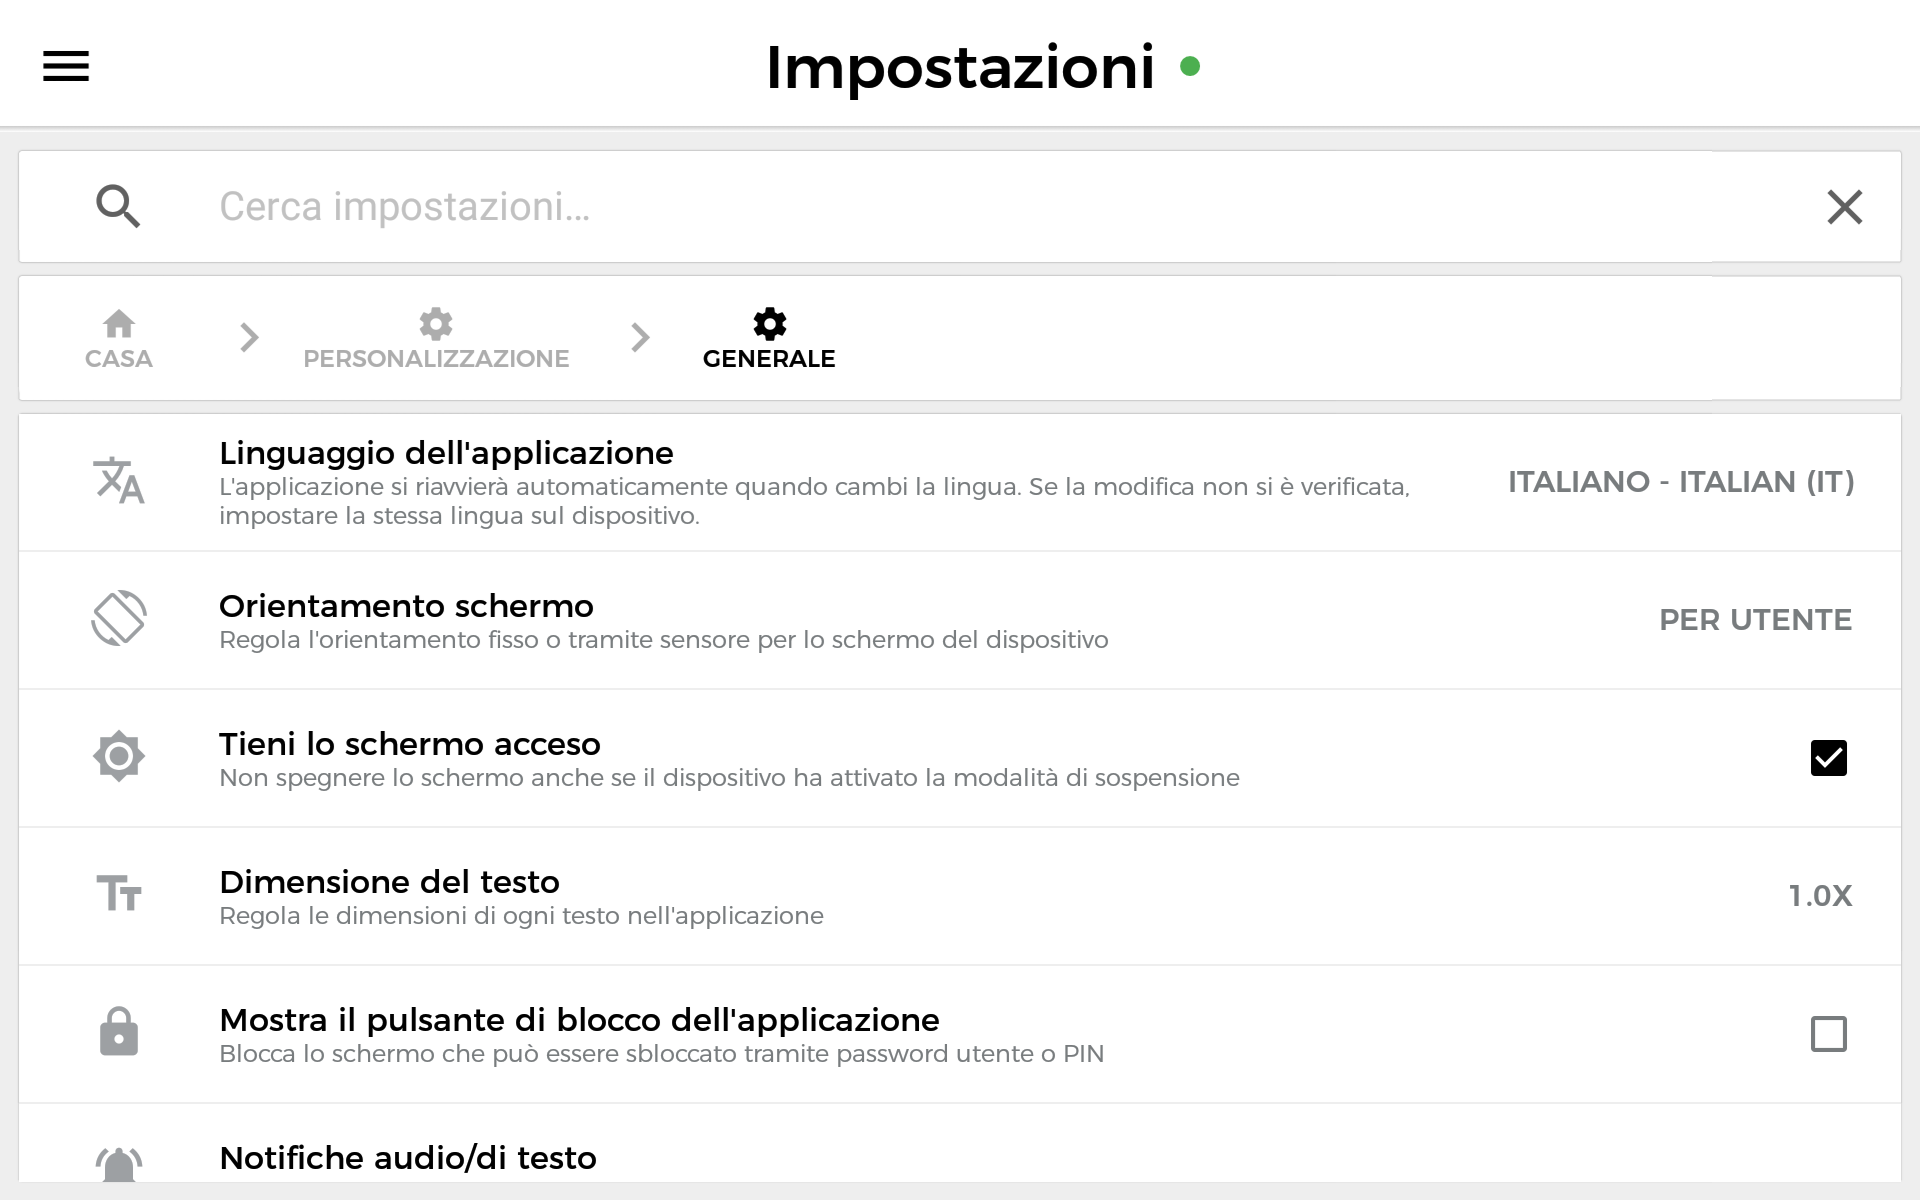 Impostazioni
Cerca impostazioni...
CASA
PERSONALIZZAZIONE
GENERALE
Linguaggio dell'applicazione
L'applicazione si riavvierà automaticamente quando cambi la lingua. Se la modifica non si è verificata,
impostare la stessa lingua sul dispositivo.
ITALIANO - ITALIAN (IT)
Orientamento schermo
Regola l'orientamento fisso o tramite sensore per lo schermo del dispositivo
PER UTENTE
Tieni lo schermo acceso
Non spegnere lo schermo anche se il dispositivo ha attivato la modalità di sospensione
Dimensione del testo
Regola le dimensioni di ogni testo nell'applicazione
1.0X
Mostra il pulsante di blocco dell'applicazione
Blocca lo schermo che può essere sbloccato tramite password utente o PIN
Notifiche audio/di testo